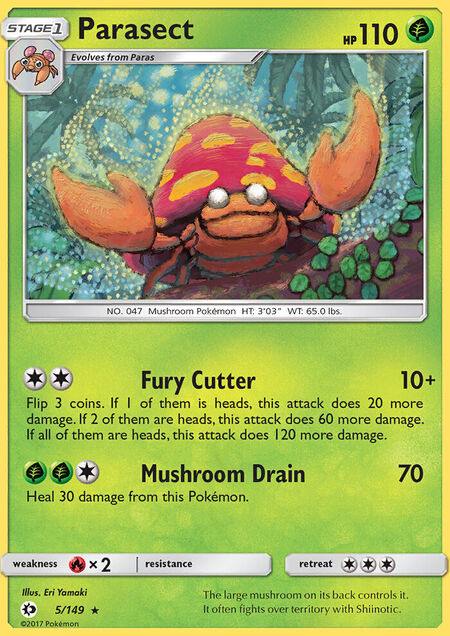 STAGE1 Parasect HP110
Evolves from Paras
NO. 047 Mushroom Pokémon HT: 3'03" WT: 65.0 lbs.
Fury Cutter 10+
Flip 3 coins. If 1 of them is heads, this attack does 20 more
damage. If 2 of them are heads, this attack does 60 more damage.
If all of them are heads, this attack does 120 more damage.
Mushroom Drain 70
Heal 30 damage from this Pokémon.
weakness ×2 resistance retreat
Illus. Eri Yamaki
5/149 ★
©2017 Pokémon
The large mushroom on its back controls it.
It often fights over territory with Shiinotic.